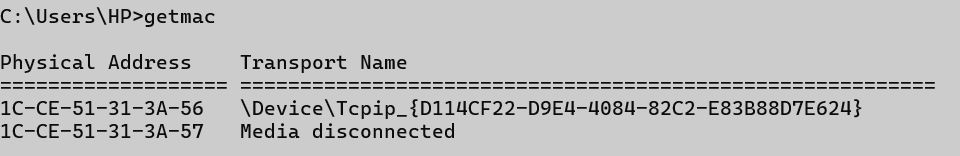 C:\Users\HP>getmac
Physical Address    Transport Name
=================== ==========================================================
1C-CE-51-31-3A-56   \Device\Tcpip_{D114CF22-D9E4-4084-82C2-E83B88D7E624}
1C-CE-51-31-3A-57   Media disconnected